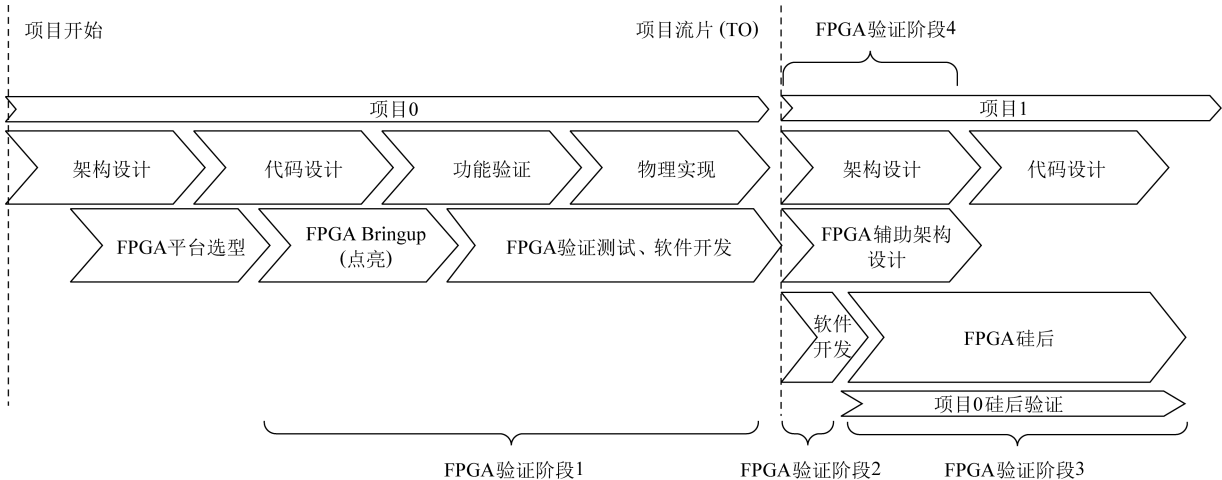 项目开始
项目流片 (TO)
FPGA验证阶段4
项目0
项目1
架构设计
代码设计
功能验证
物理实现
架构设计
代码设计
FPGA平台选型
FPGA Bringup
(点亮)
FPGA验证测试、软件开发
FPGA辅助架构
设计
软件
开发
FPGA硅后
项目0硅后验证
FPGA验证阶段1
FPGA验证阶段2
FPGA验证阶段3